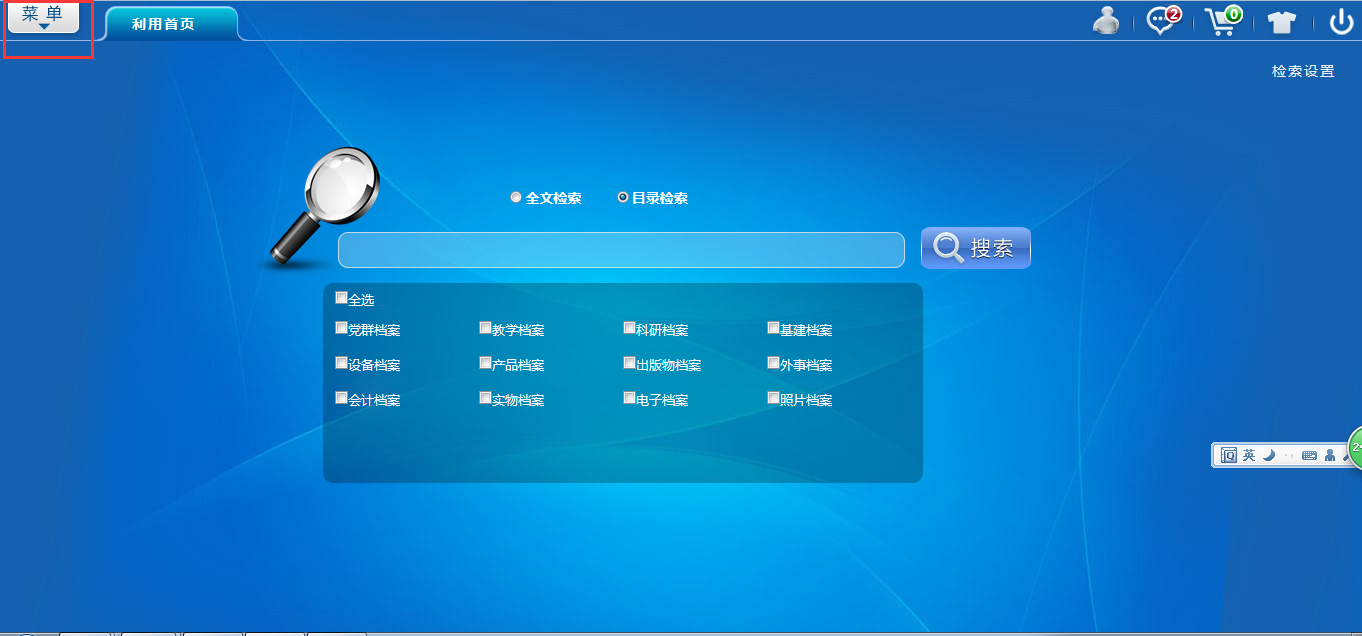 菜 单
利用首页
2
0
检索设置
全文检索 目录检索
搜索
全选
党群档案 教学档案 科研档案 基建档案
设备档案 产品档案 出版物档案 外事档案
会计档案 实物档案 电子档案 照片档案
英